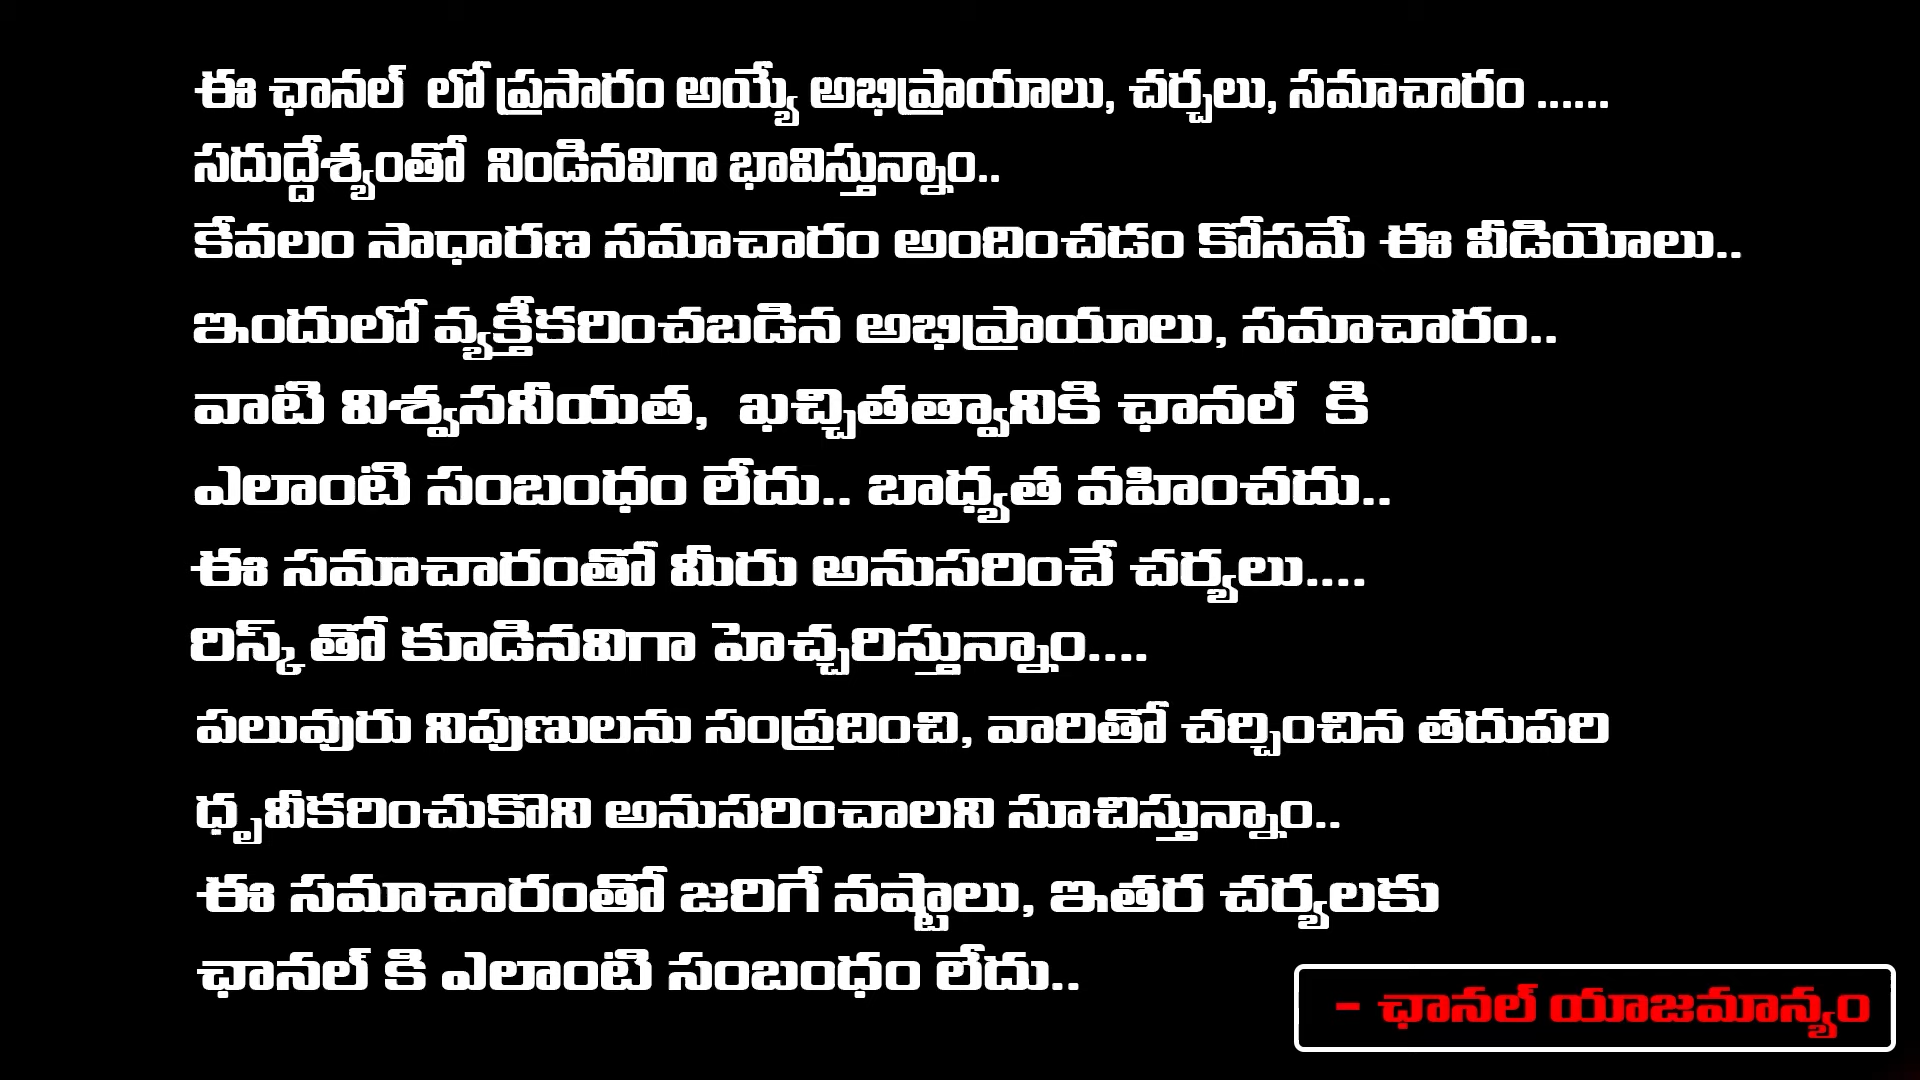 ఈ ఛానల్ లో ప్రసారం అయ్యే అభిప్రాయాలు, చర్చలు, సమాచారం ......
సదుద్దేశ్యంతో నిండినవిగా భావిస్తున్నాం..
కేవలం సాధారణ సమాచారం అందించడం కోసమే ఈ వీడియోలు..
ఇందులో వ్యక్తీకరించబడిన అభిప్రాయాలు, సమాచారం..
వాటి విశ్వసనీయత, ఖచ్చితత్వానికి ఛానల్ కి
ఎలాంటి సంబంధం లేదు.. బాధ్యత వహించదు..
ఈ సమాచారంతో మీరు అనుసరించే చర్యలు....
రిస్క్ తో కూడినవిగా హెచ్చరిస్తున్నాం....
పలువురు నిపుణులను సంప్రదించి, వారితో చర్చించిన తదుపరి
ధృవీకరించుకొని అనుసరించాలని సూచిస్తున్నాం..
ఈ సమాచారంతో జరిగే నష్టాలు, ఇతర చర్యలకు
ఛానల్ కి ఎలాంటి సంబంధం లేదు..
- ఛానల్ యాజమాన్యం